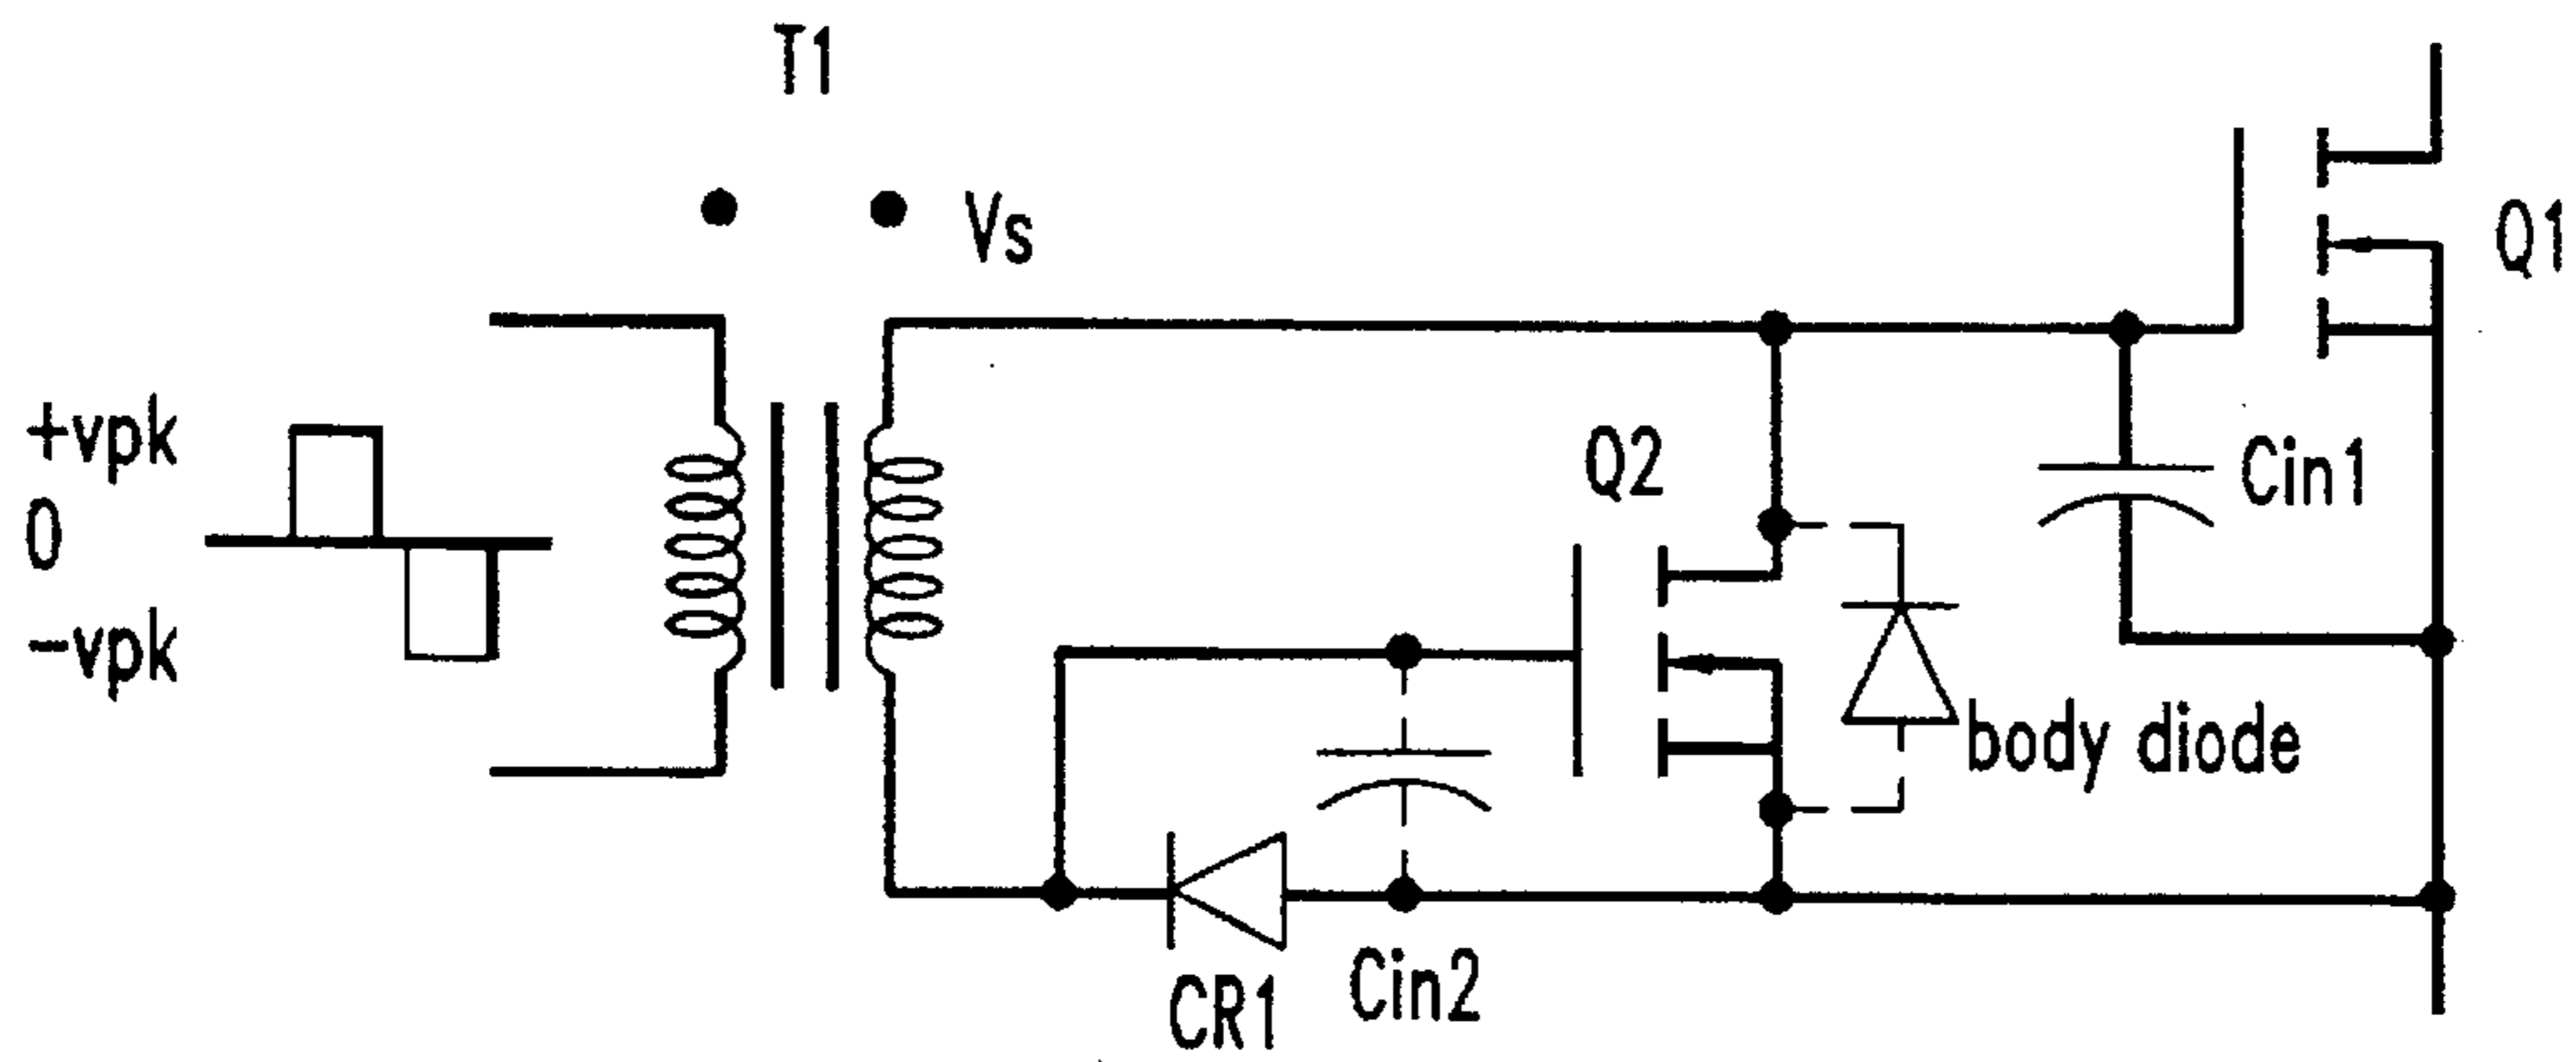 T1
Vs
Q1
+vpk
0
-vpk
Q2
Cin1
body diode
CR1
Cin2